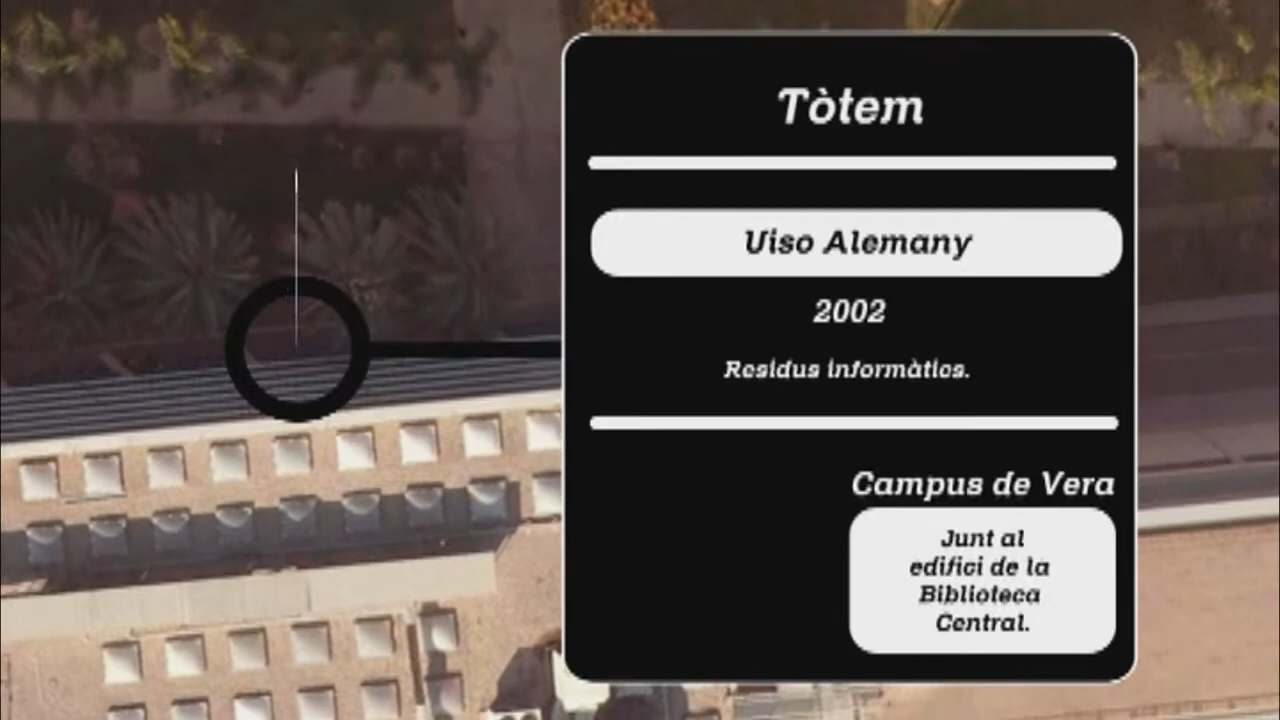 Tòtem
Uiso Alemany
2002
Residus informàtics.
Campus de Vera
Junt al
edifici de la
Biblioteca
Central.